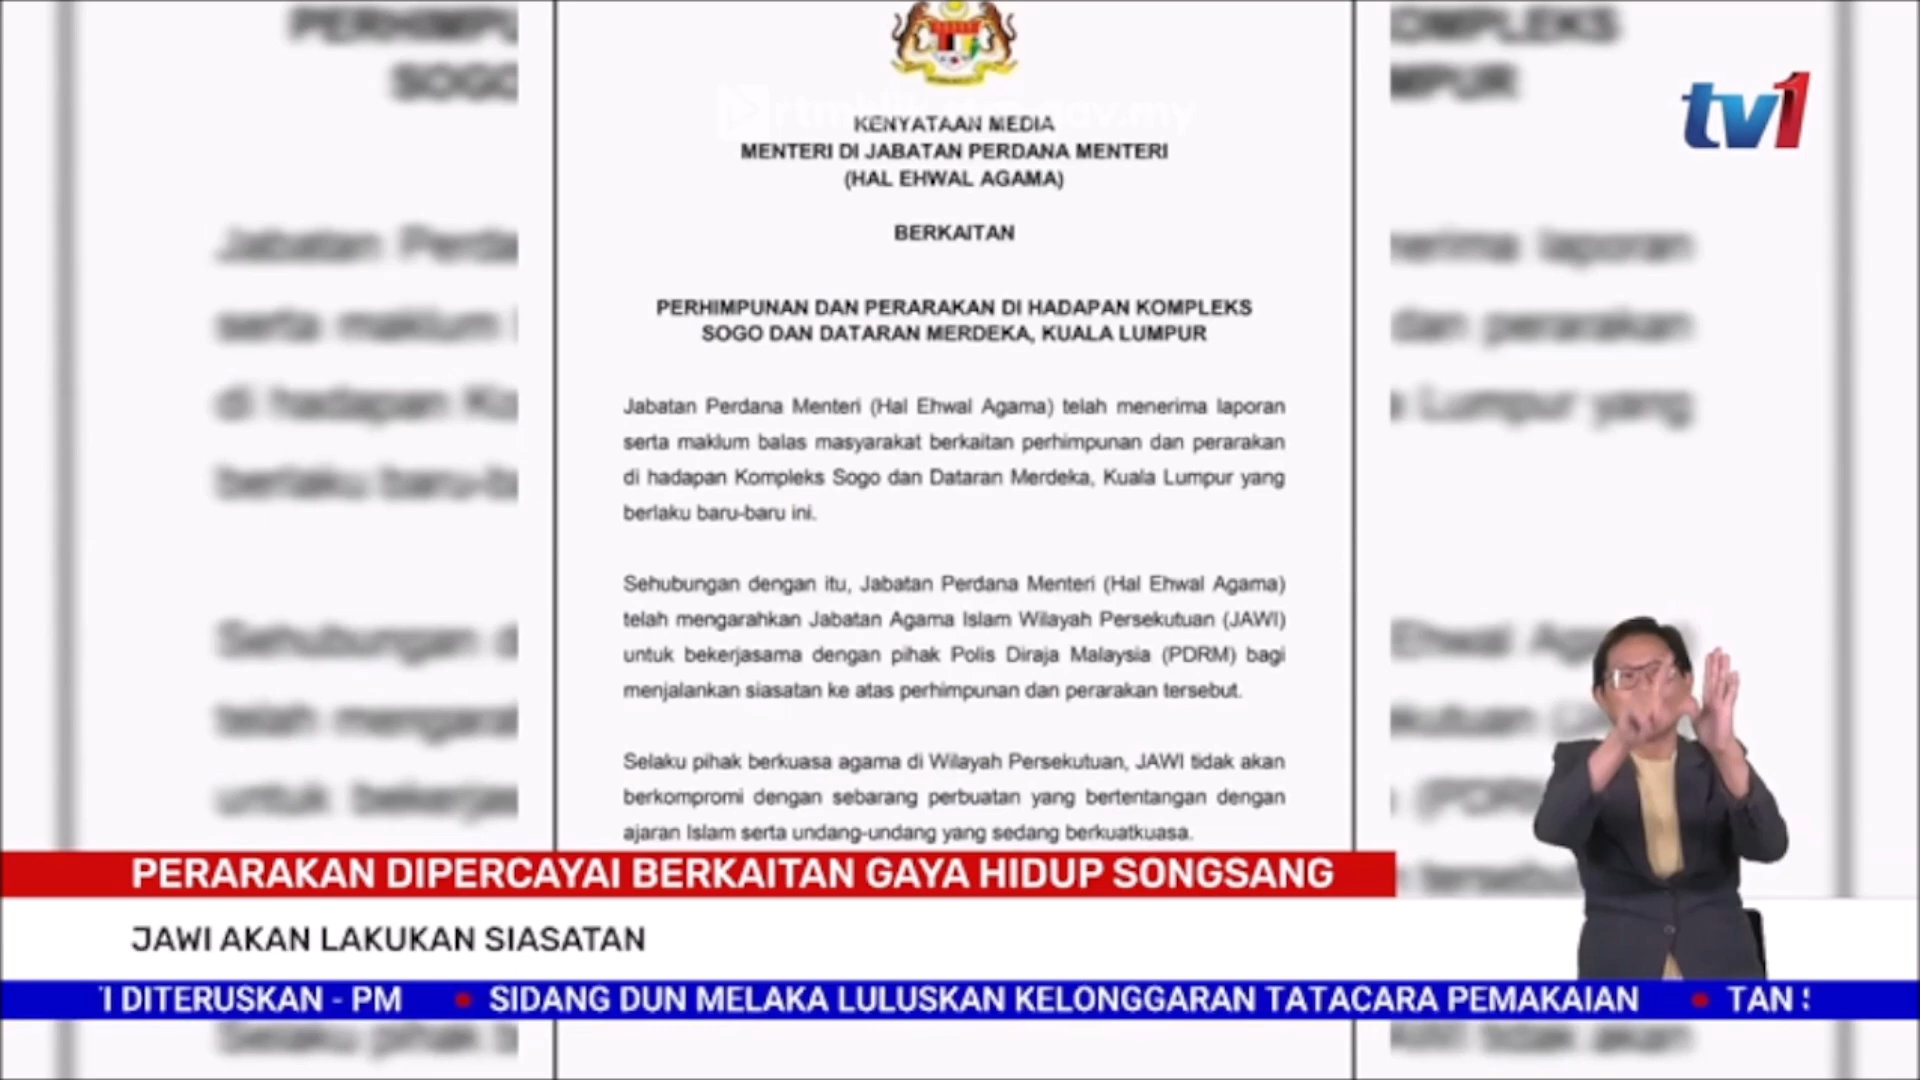 KENYATAAN MEDIA
MENTERI DI JABATAN PERDANA MENTERI
(HAL EHWAL AGAMA)
BERKAITAN
PERHIMPUNAN DAN PERARAKAN DI HADAPAN KOMPLEKS
SOGO DAN DATARAN MERDEKA, KUALA LUMPUR
Jabatan Perdana Menteri (Hal Ehwal Agama) telah menerima laporan
serta maklum balas masyarakat berkaitan perhimpunan dan perarakan
di hadapan Kompleks Sogo dan Dataran Merdeka, Kuala Lumpur yang
berlaku baru-baru ini.
Sehubungan dengan itu, Jabatan Perdana Menteri (Hal Ehwal Agama)
telah mengarahkan Jabatan Agama Islam Wilayah Persekutuan (JAWI)
untuk bekerjasama dengan pihak Polis Diraja Malaysia (PDRM) bagi
menjalankan siasatan ke atas perhimpunan dan perarakan tersebut.
Selaku pihak berkuasa agama di Wilayah Persekutuan, JAWI tidak akan
berkompromi dengan sebarang perbuatan yang bertentangan dengan
ajaran Islam serta undang-undang yang sedang berkuatkuasa.
tv1
PERARAKAN DIPERCAYAI BERKAITAN GAYA HIDUP SONGSANG
JAWI AKAN LAKUKAN SIASATAN
DITERUSKAN - PM • SIDANG DUN MELAKA LULUSKAN KELONGGARAN TATACARA PEMAKAIAN • TAN